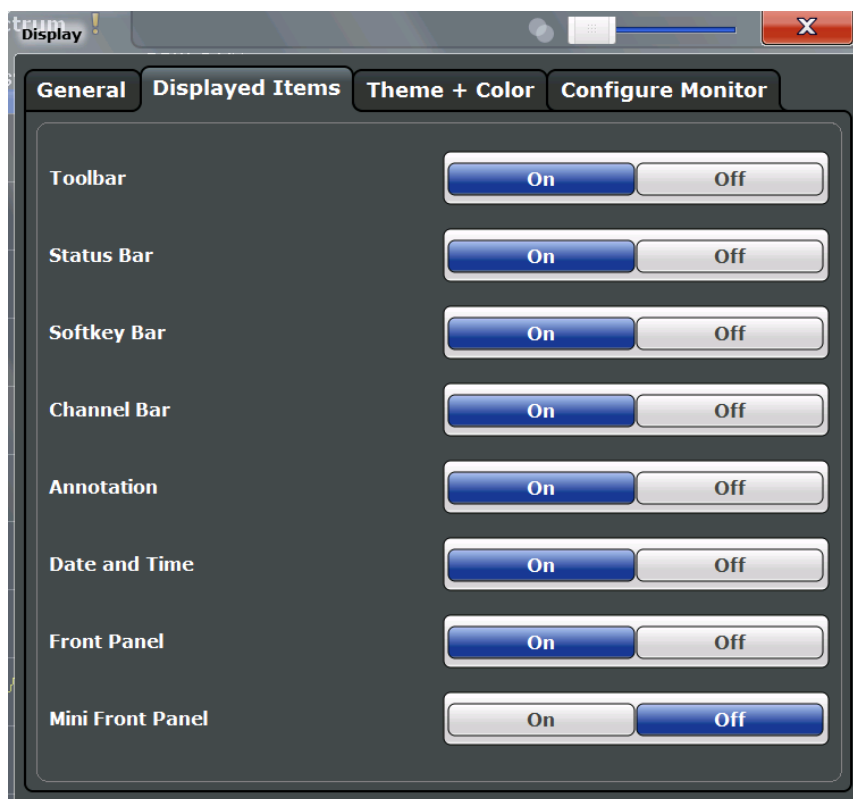 ctrum !
Display
X
General Displayed Items Theme + Color Configure Monitor
Toolbar On Off
Status Bar On Off
Softkey Bar On Off
Channel Bar On Off
Annotation On Off
Date and Time On Off
Front Panel On Off
Mini Front Panel On Off